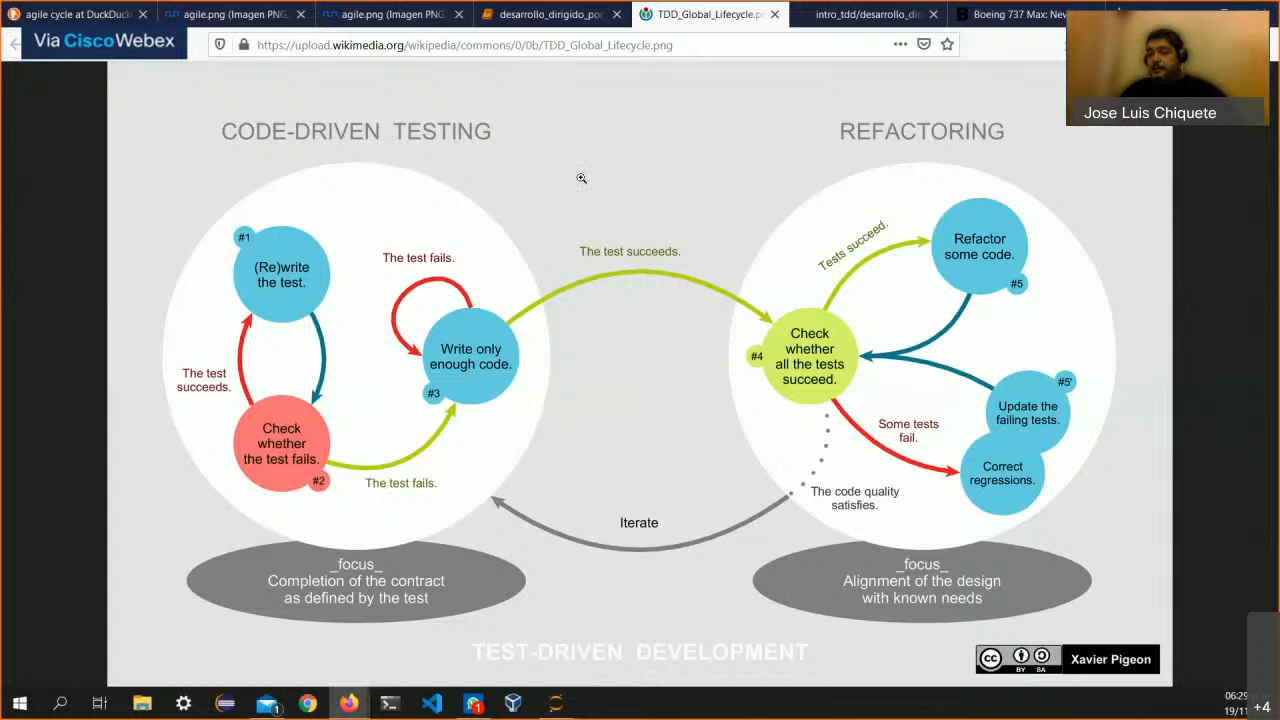 agile cycle at DuckDuck
agile.png (Imagen PNG,
agile.png (Imagen PNG,
desarrollo_dirigido_po
TDD_Global_Lifecycle.p
intro_tdd/desarrollo_di
Boeing 737 Max: Ne
Via CiscoWebex
https://upload.wikimedia.org/wikipedia/commons/0/0b/TDD_Global_Lifecycle.png
Jose Luis Chiquete
CODE-DRIVEN TESTING
REFACTORING
#1
(Re)write
the test.
The test fails.
The test succeeds.
Tests succeed.
Refactor
some code.
#5
Write only
enough code.
#3
Check
whether
all the tests
succeed.
#4
The test
succeeds.
#5'
Update the
failing tests.
Check
whether
the test fails.
#2
The test fails.
Some tests
fail.
Correct
regressions.
The code quality
satisfies.
Iterate
_focus_
Completion of the contract
as defined by the test
_focus_
Alignment of the design
with known needs
TEST-DRIVEN DEVELOPMENT
cc
BY SA
Xavier Pigeon
1
1
06:29
19/11
+4